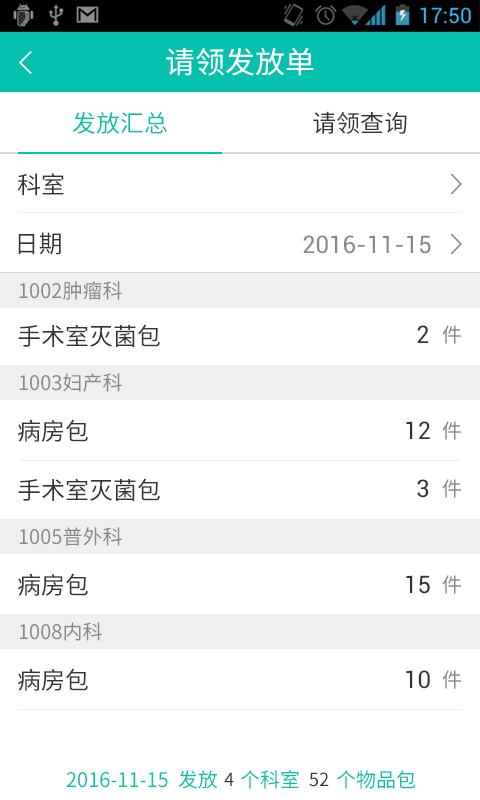 17:50
请领发放单
发放汇总 请领查询
科室
日期 2016-11-15
1002肿瘤科
手术室灭菌包 2 件
1003妇产科
病房包 12 件
手术室灭菌包 3 件
1005普外科
病房包 15 件
1008内科
病房包 10 件
2016-11-15 发放 4 个科室 52 个物品包